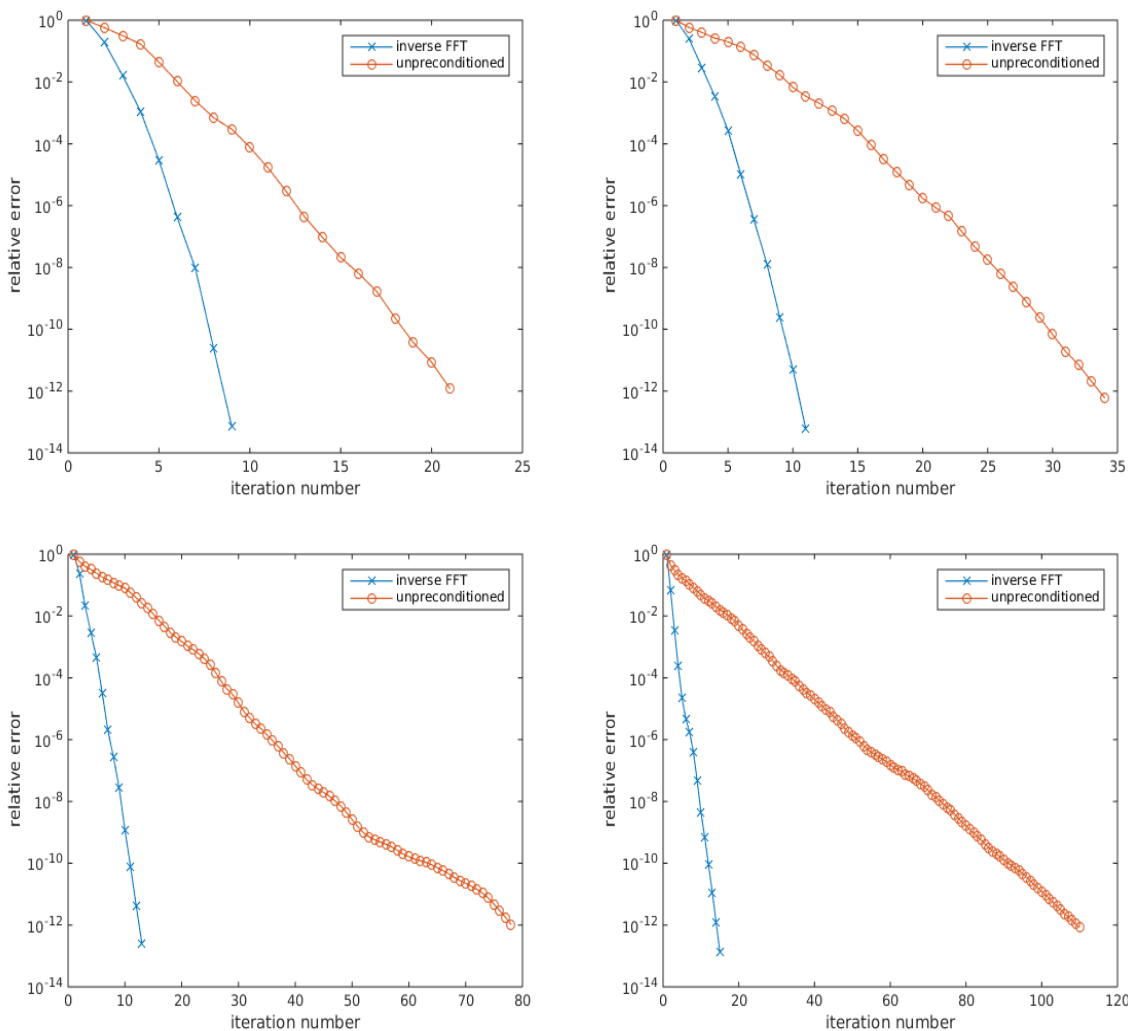 10^0
10^-2
10^-4
10^-6
10^-8
10^-10
10^-12
10^-14
relative error
0 5 10 15 20 25
iteration number
inverse FFT
unpreconditioned
10^0
10^-2
10^-4
10^-6
10^-8
10^-10
10^-12
10^-14
relative error
0 5 10 15 20 25 30 35
iteration number
inverse FFT
unpreconditioned
10^0
10^-2
10^-4
10^-6
10^-8
10^-10
10^-12
10^-14
relative error
0 10 20 30 40 50 60 70 80
iteration number
inverse FFT
unpreconditioned
10^0
10^-2
10^-4
10^-6
10^-8
10^-10
10^-12
10^-14
relative error
0 20 40 60 80 100 120
iteration number
inverse FFT
unpreconditioned